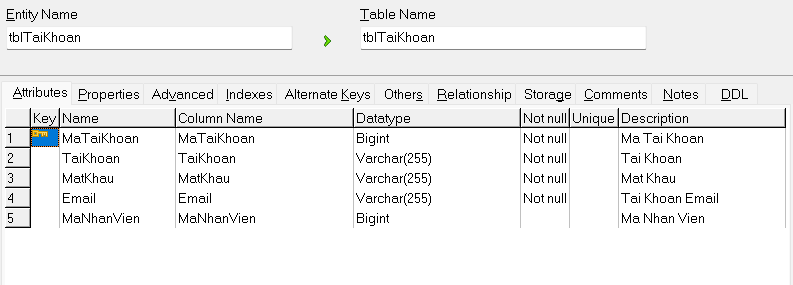 Entity Name Table Name
tblTaiKhoan tblTaiKhoan
Attributes Properties Advanced Indexes Alternate Keys Others Relationship Storage Comments Notes DDL
Key Name Column Name Datatype Not null Unique Description
1 MaTaiKhoan MaTaiKhoan Bigint Not null Ma Tai Khoan
2 TaiKhoan TaiKhoan Varchar(255) Not null Tai Khoan
3 MatKhau MatKhau Varchar(255) Not null Mat Khau
4 Email Email Varchar(255) Not null Tai Khoan Email
5 MaNhanVien MaNhanVien Bigint Ma Nhan Vien